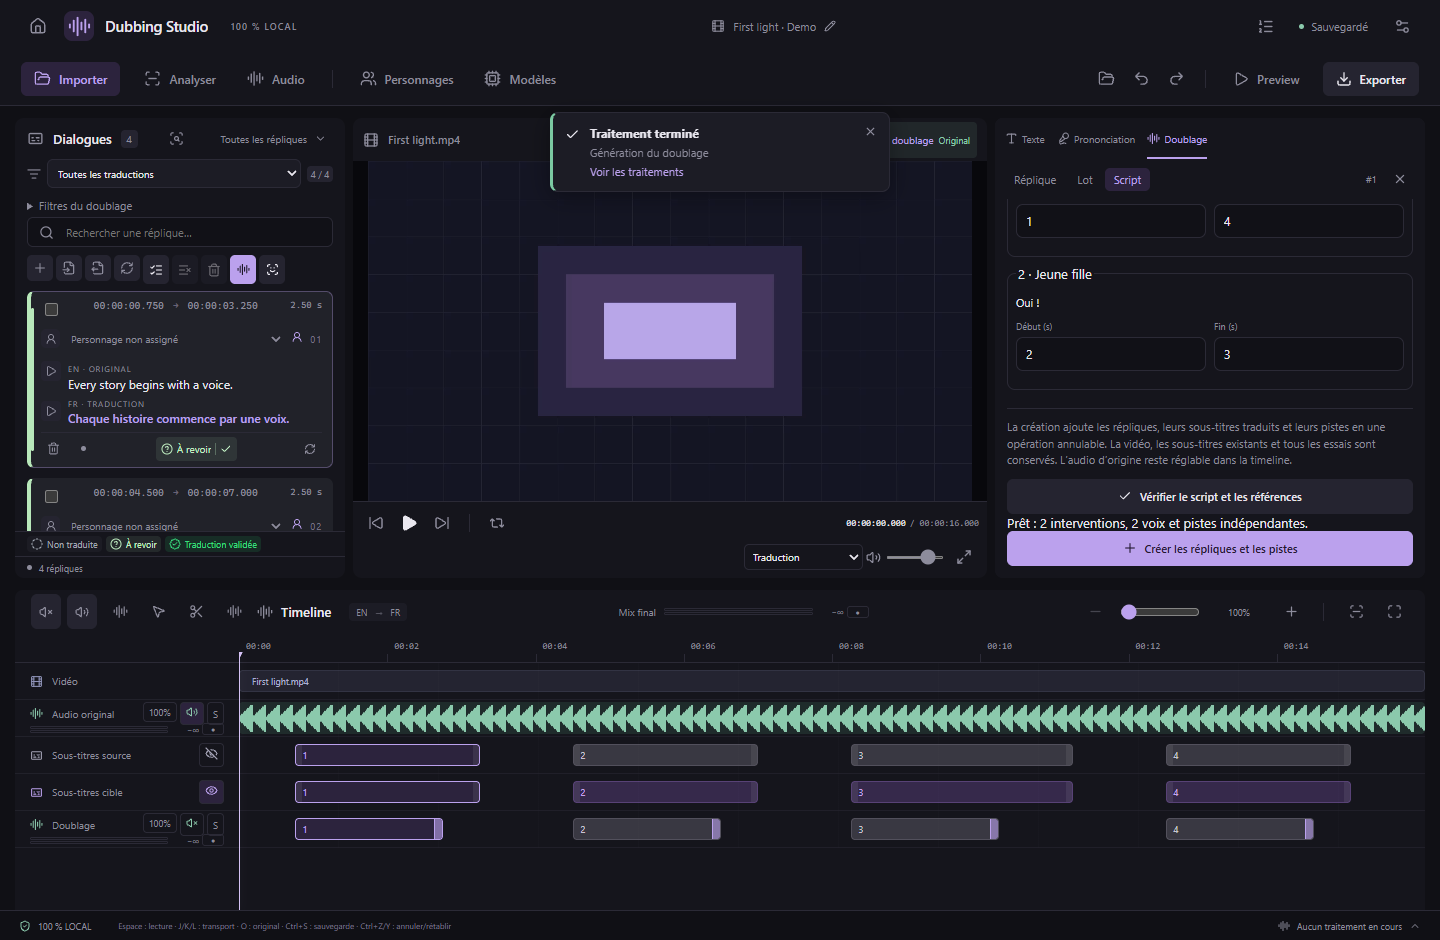 Dubbing Studio
100 % LOCAL
First light · Demo
Sauvegardé
Importer
Analyser
Audio
Personnages
Modèles
Preview
Exporter
Dialogues
4
Toutes les répliques
Toutes les traductions
4 / 4
Filtres du doublage
Rechercher une réplique...
00:00:00.750 → 00:00:03.250
2.50 s
Personnage non assigné
01
EN · ORIGINAL
Every story begins with a voice.
FR · TRADUCTION
Chaque histoire commence par une voix.
À revoir
00:00:04.500 → 00:00:07.000
2.50 s
Personnage non assigné
02
Non traduite
À revoir
Traduction validée
4 répliques
First light.mp4
doublage
Original
Traitement terminé
Génération du doublage
Voir les traitements
00:00:00.000 / 00:00:16.000
Traduction
Texte
Prononciation
Doublage
Réplique
Lot
Script
#1
1
4
2 · Jeune fille
Oui !
Début (s)
Fin (s)
2
3
La création ajoute les répliques, leurs sous-titres traduits et leurs pistes en une
opération annulable. La vidéo, les sous-titres existants et tous les essais sont
conservés. L'audio d'origine reste réglable dans la timeline.
Vérifier le script et les références
Prêt : 2 interventions, 2 voix et pistes indépendantes.
Créer les répliques et les pistes
Timeline
EN → FR
Mix final
-∞
100%
00:00
00:02
00:04
00:06
00:08
00:10
00:12
00:14
Vidéo
First light.mp4
Audio original
100%
S
-∞
Sous-titres source
1
2
3
4
Sous-titres cible
1
2
3
4
Doublage
100%
S
-∞
1
2
3
4
100 % LOCAL
Espace : lecture · J/K/L : transport · O : original · Ctrl+S : sauvegarde · Ctrl+Z/Y : annuler/rétablir
Aucun traitement en cours